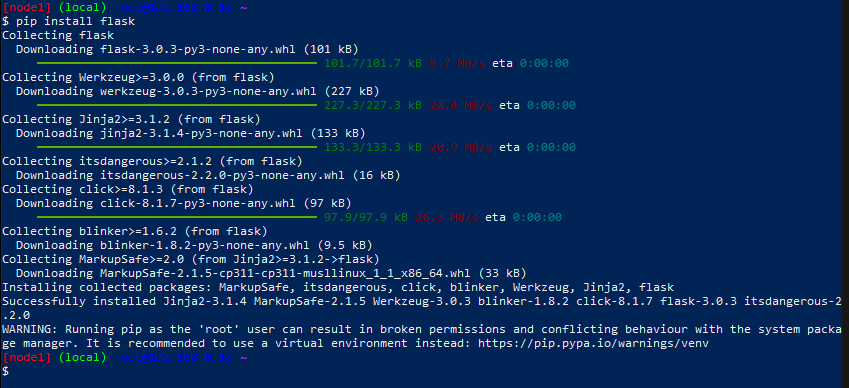 [node1] (local) root@192.168.0.18 ~
$ pip install flask
Collecting flask
Downloading flask-3.0.3-py3-none-any.whl (101 kB)
101.7/101.7 kB 5.7 MB/s eta 0:00:00
Collecting Werkzeug>=3.0.0 (from flask)
Downloading werkzeug-3.0.3-py3-none-any.whl (227 kB)
227.3/227.3 kB 28.4 MB/s eta 0:00:00
Collecting Jinja2>=3.1.2 (from flask)
Downloading jinja2-3.1.4-py3-none-any.whl (133 kB)
133.3/133.3 kB 20.9 MB/s eta 0:00:00
Collecting itsdangerous>=2.1.2 (from flask)
Downloading itsdangerous-2.2.0-py3-none-any.whl (16 kB)
Collecting click>=8.1.3 (from flask)
Downloading click-8.1.7-py3-none-any.whl (97 kB)
97.9/97.9 kB 26.3 MB/s eta 0:00:00
Collecting blinker>=1.6.2 (from flask)
Downloading blinker-1.8.2-py3-none-any.whl (9.5 kB)
Collecting MarkupSafe>=2.0 (from Jinja2>=3.1.2->flask)
Downloading MarkupSafe-2.1.5-cp311-cp311-musllinux_1_1_x86_64.whl (33 kB)
Installing collected packages: MarkupSafe, itsdangerous, click, blinker, Werkzeug, Jinja2, flask
Successfully installed Jinja2-3.1.4 MarkupSafe-2.1.5 Werkzeug-3.0.3 blinker-1.8.2 click-8.1.7 flask-3.0.3 itsdangerous-2
.2.0
WARNING: Running pip as the 'root' user can result in broken permissions and conflicting behaviour with the system packa
ge manager. It is recommended to use a virtual environment instead: https://pip.pypa.io/warnings/venv
[node1] (local) root@192.168.0.18 ~
$